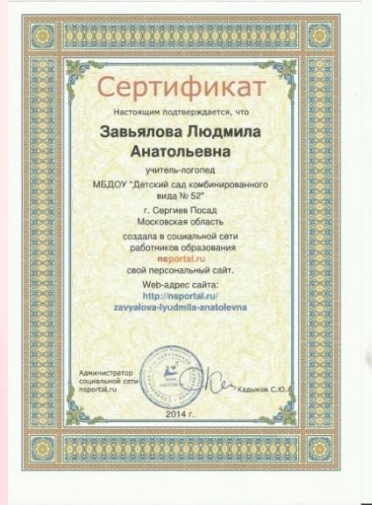 Сертификат
Настоящим подтверждается, что
Завьялова Людмила
Анатольевна
учитель-логопед
МБДОУ "Детский сад комбинированного
вида № 52"
г. Сергиев Посад
Московская область
создала в социальной сети
работников образования
nsportal.ru
свой персональный сайт.
Web-адрес сайта:
http://nsportal.ru/
zavyalova-lyudmila-anatolevna
Администратор
социальной сети
nsportal.ru
Кадыков С.Ю.
2014 г.